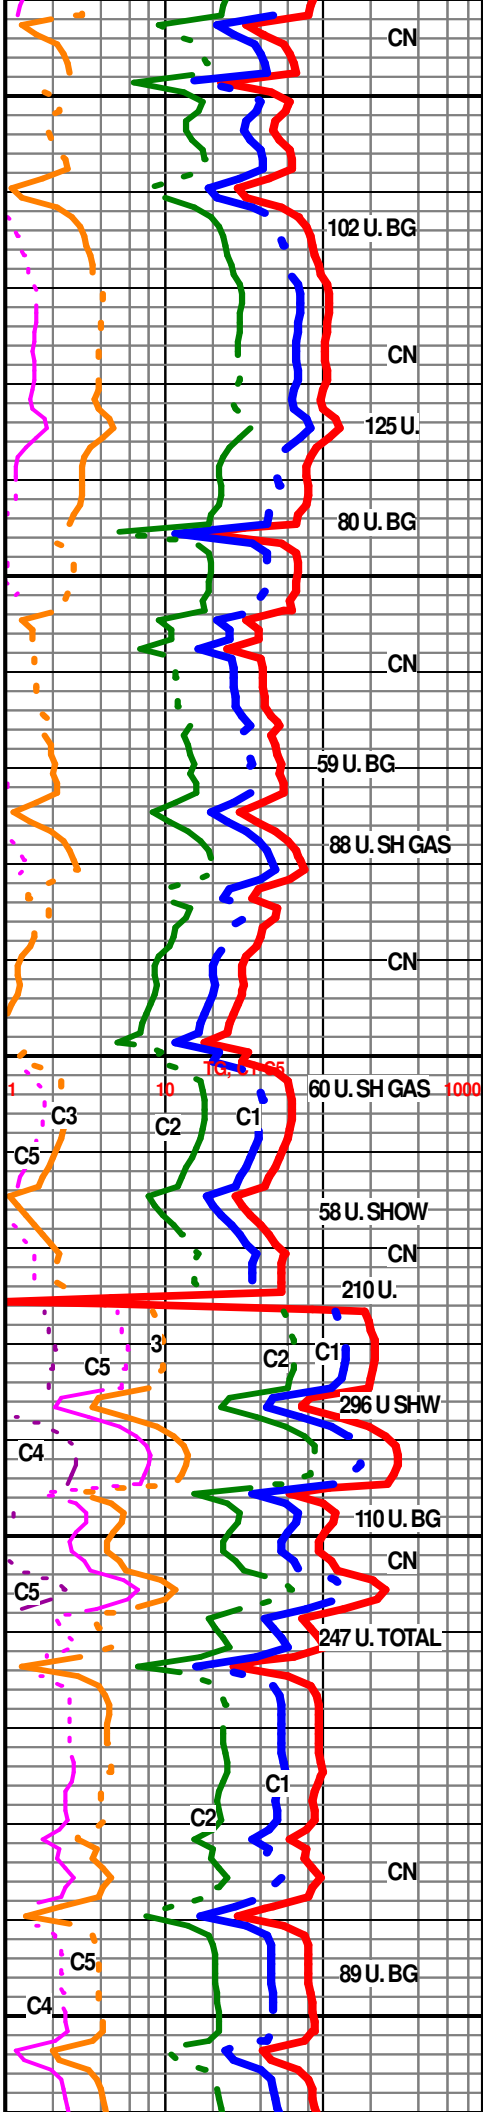 CN
102 U. BG
CN
125 U.
80 U. BG
CN
59 U. BG
88 U. SH GAS
CN
TG, C1-C5
1 10 1000
60 U. SH GAS
C3 C2 C1
C5
58 U. SHOW
CN
210 U.
3 C2 C1
C5
296 U SHW
C4
110 U. BG
CN
C5
247 U. TOTAL
C1
C2
CN
C5
89 U. BG
C4